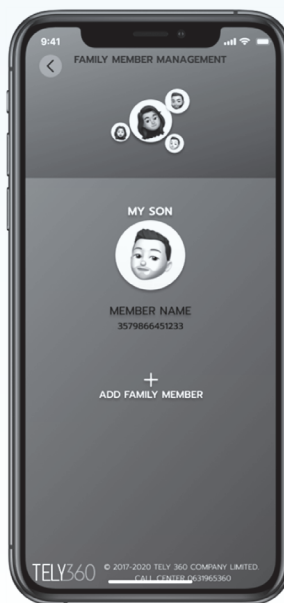 9:41
FAMILY MEMBER MANAGEMENT
MY SON
MEMBER NAME
3579866451233
+
ADD FAMILY MEMBER
TELY360
© 2017-2020 TELY 360 COMPANY LIMITED.
CALL CENTER 0631965360